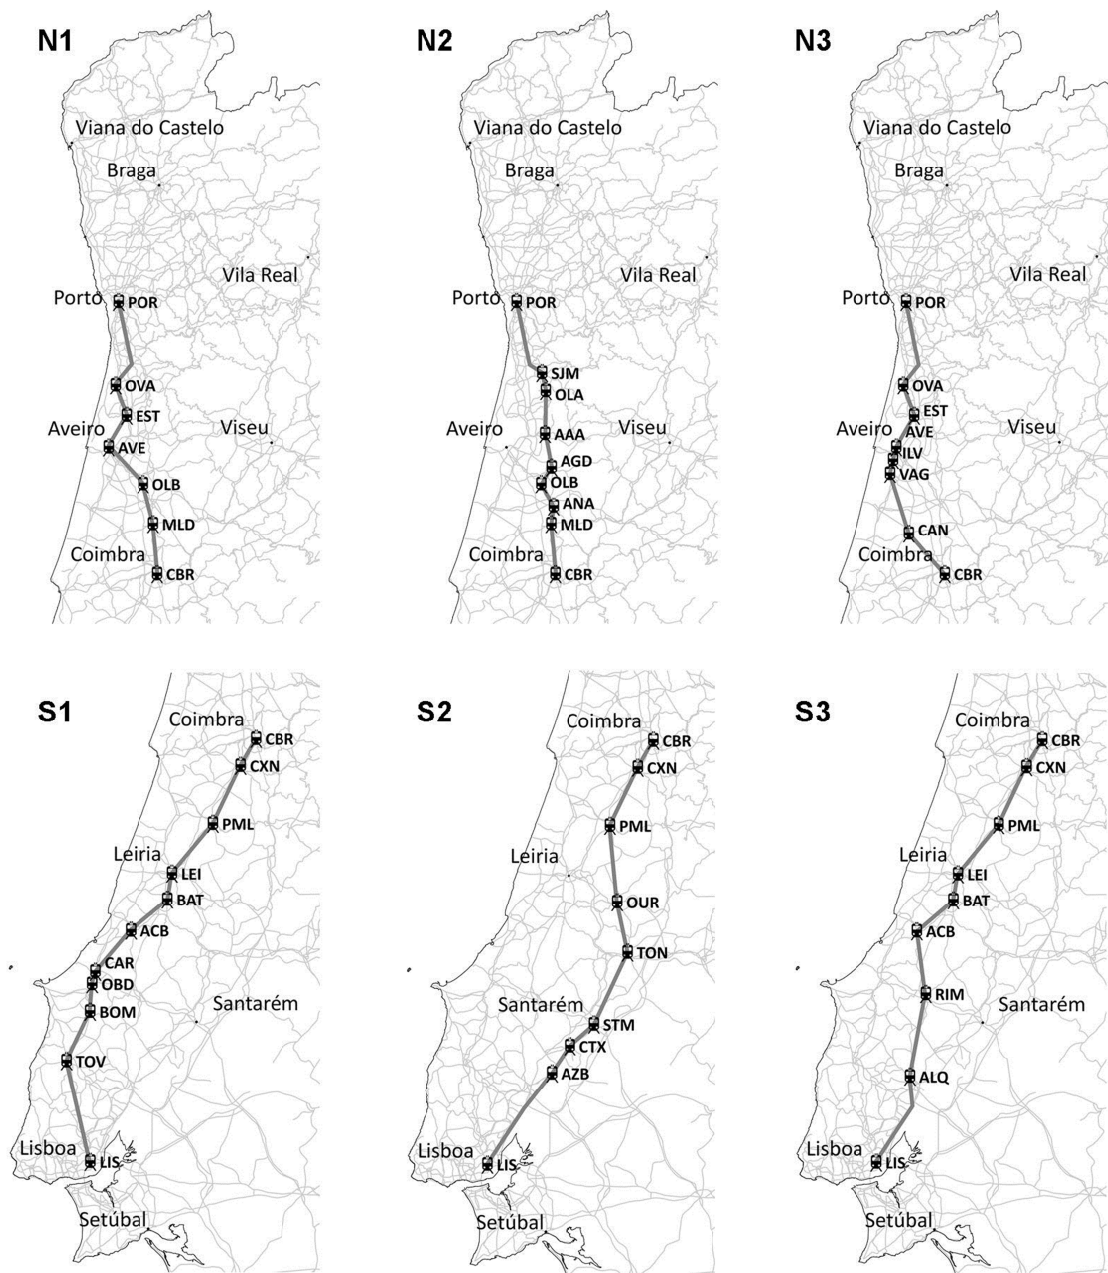 N1
Viana do Castelo
Braga
Vila Real
Porto
POR
OVA
EST
Aveiro
Viseu
AVE
OLB
MLD
Coimbra
CBR
N2
Viana do Castelo
Braga
Vila Real
Porto
POR
SJM
OLA
Aveiro
Viseu
AAA
AGD
OLB
ANA
MLD
Coimbra
CBR
N3
Viana do Castelo
Braga
Vila Real
Porto
POR
OVA
EST
Aveiro
AVE
Viseu
ILV
VAG
CAN
Coimbra
CBR
S1
Coimbra
CBR
CXN
PML
Leiria
LEI
BAT
ACB
CAR
OBD
Santarém
BOM
TOV
Lisboa
LIS
Setúbal
S2
Coimbra
CBR
CXN
PML
Leiria
OUR
TON
Santarém
STM
CTX
AZB
Lisboa
LIS
Setúbal
S3
Coimbra
CBR
CXN
PML
Leiria
LEI
BAT
ACB
RIM
Santarém
ALQ
Lisboa
LIS
Setúbal